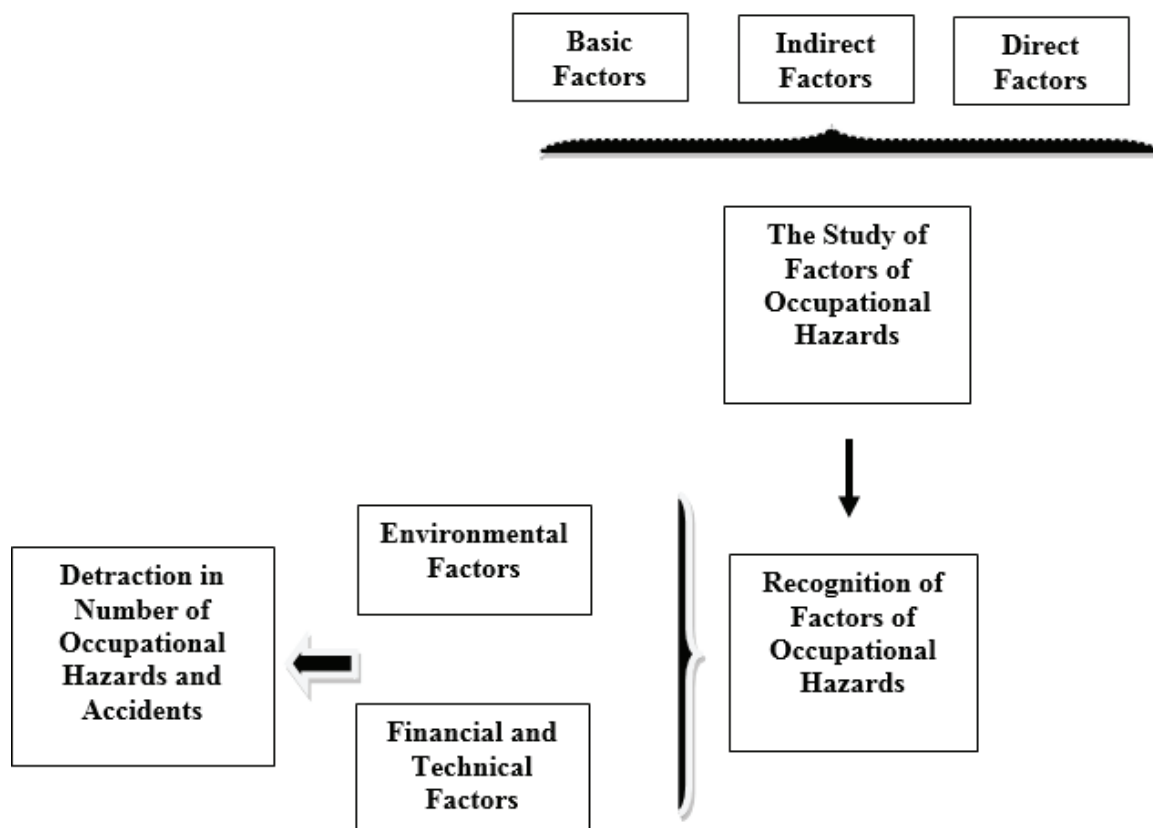 Basic
Factors
Indirect
Factors
Direct
Factors
The Study of
Factors of
Occupational
Hazards
Environmental
Factors
Detraction in
Number of
Occupational
Hazards and
Accidents
Recognition of
Factors of
Occupational
Hazards
Financial and
Technical
Factors